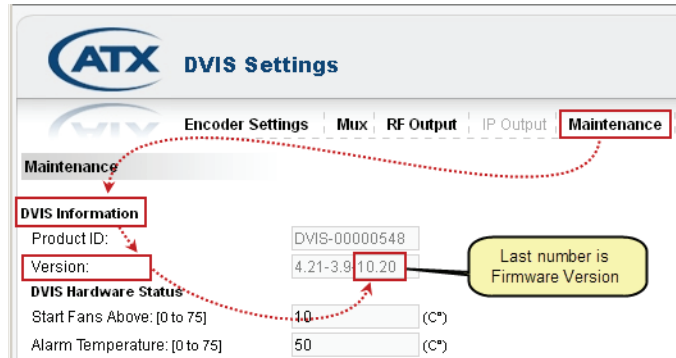 ATX DVIS Settings
Encoder Settings Mux RF Output IP Output Maintenance
Maintenance
DVIS Information
Product ID: DVIS-00000548
Version: 4.21-3.9-10.20
Last number is
Firmware Version
DVIS Hardware Status
Start Fans Above: [0 to 75] 10 (C°)
Alarm Temperature: [0 to 75] 50 (C°)